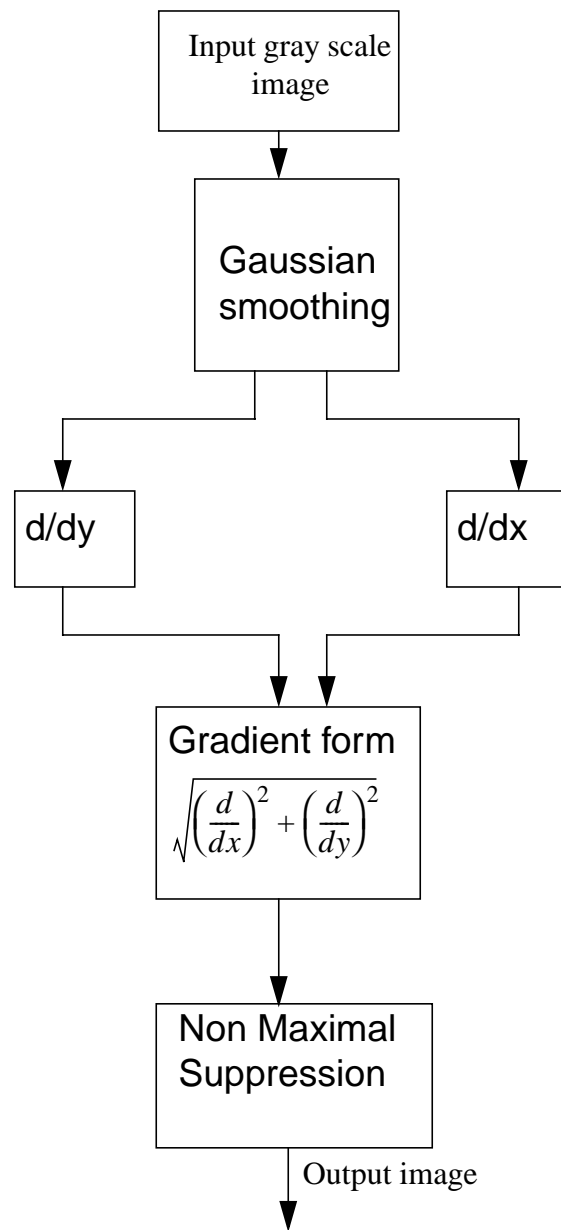 Input gray scale
image
Gaussian
smoothing
d/dy
d/dx
Gradient form
√((d/dx)² + (d/dy)²)
Non Maximal
Suppression
Output image